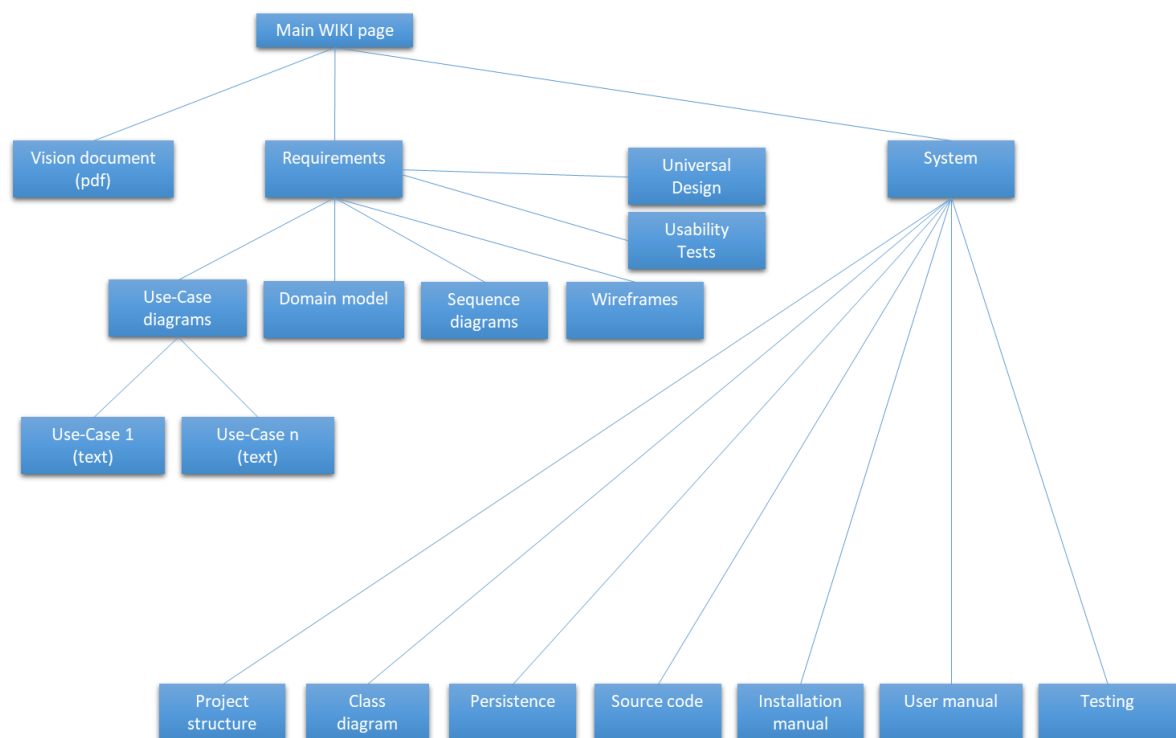 Main WIKI page
Vision document
(pdf)
Requirements
Universal
Design
System
Usability
Tests
Use-Case
diagrams
Domain model
Sequence
diagrams
Wireframes
Use-Case 1
(text)
Use-Case n
(text)
Project
structure
Class
diagram
Persistence
Source code
Installation
manual
User manual
Testing